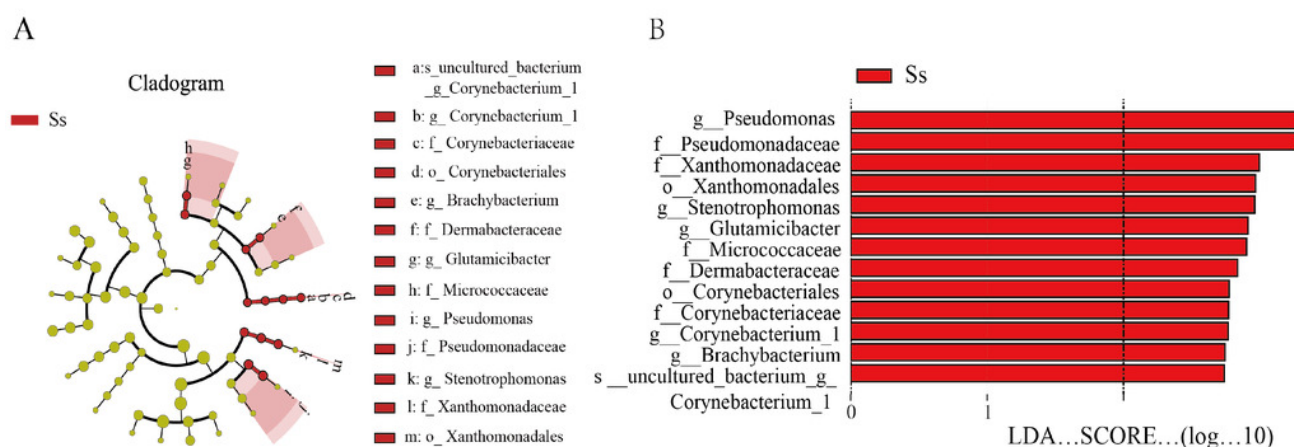 A
Cladogram
Ss
h
g
f
e
d
c
b
a
k
l
m
i
j
a:s_uncultured_bacterium
_g_Corynebacterium_1
b: g_ Corynebacterium_1
c: f_ Corynebacteriaceae
d: o_ Corynebacteriales
e: g_ Brachybacterium
f: f_ Dermabacteraceae
g: g_ Glutamicibacter
h: f_ Micrococcaceae
i: g_ Pseudomonas
j: f_ Pseudomonadaceae
k: g_ Stenotrophomonas
l: f_ Xanthomonadaceae
m: o_ Xanthomonadales
B
Ss
g__Pseudomonas
f__Pseudomonadaceae
f__Xanthomonadaceae
o__Xanthomonadales
g__Stenotrophomonas
g__Glutamicibacter
f__Micrococcaceae
f__Dermabacteraceae
o__Corynebacteriales
f__Corynebacteriaceae
g__Corynebacterium_1
g__Brachybacterium
s __uncultured_bacterium_g_
Corynebacterium_1
0
1
LDA...SCORE...(log...10)